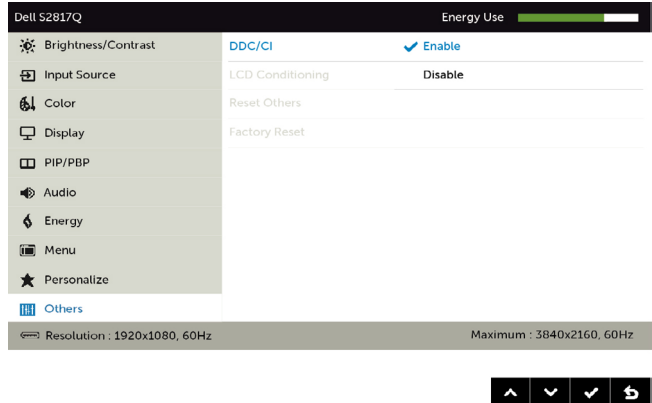 Dell S2817Q Energy Use
Brightness/Contrast DDC/CI Enable
Input Source LCD Conditioning Disable
Color Reset Others
Display Factory Reset
PIP/PBP
Audio
Energy
Menu
Personalize
Others
Resolution : 1920x1080, 60Hz Maximum : 3840x2160, 60Hz